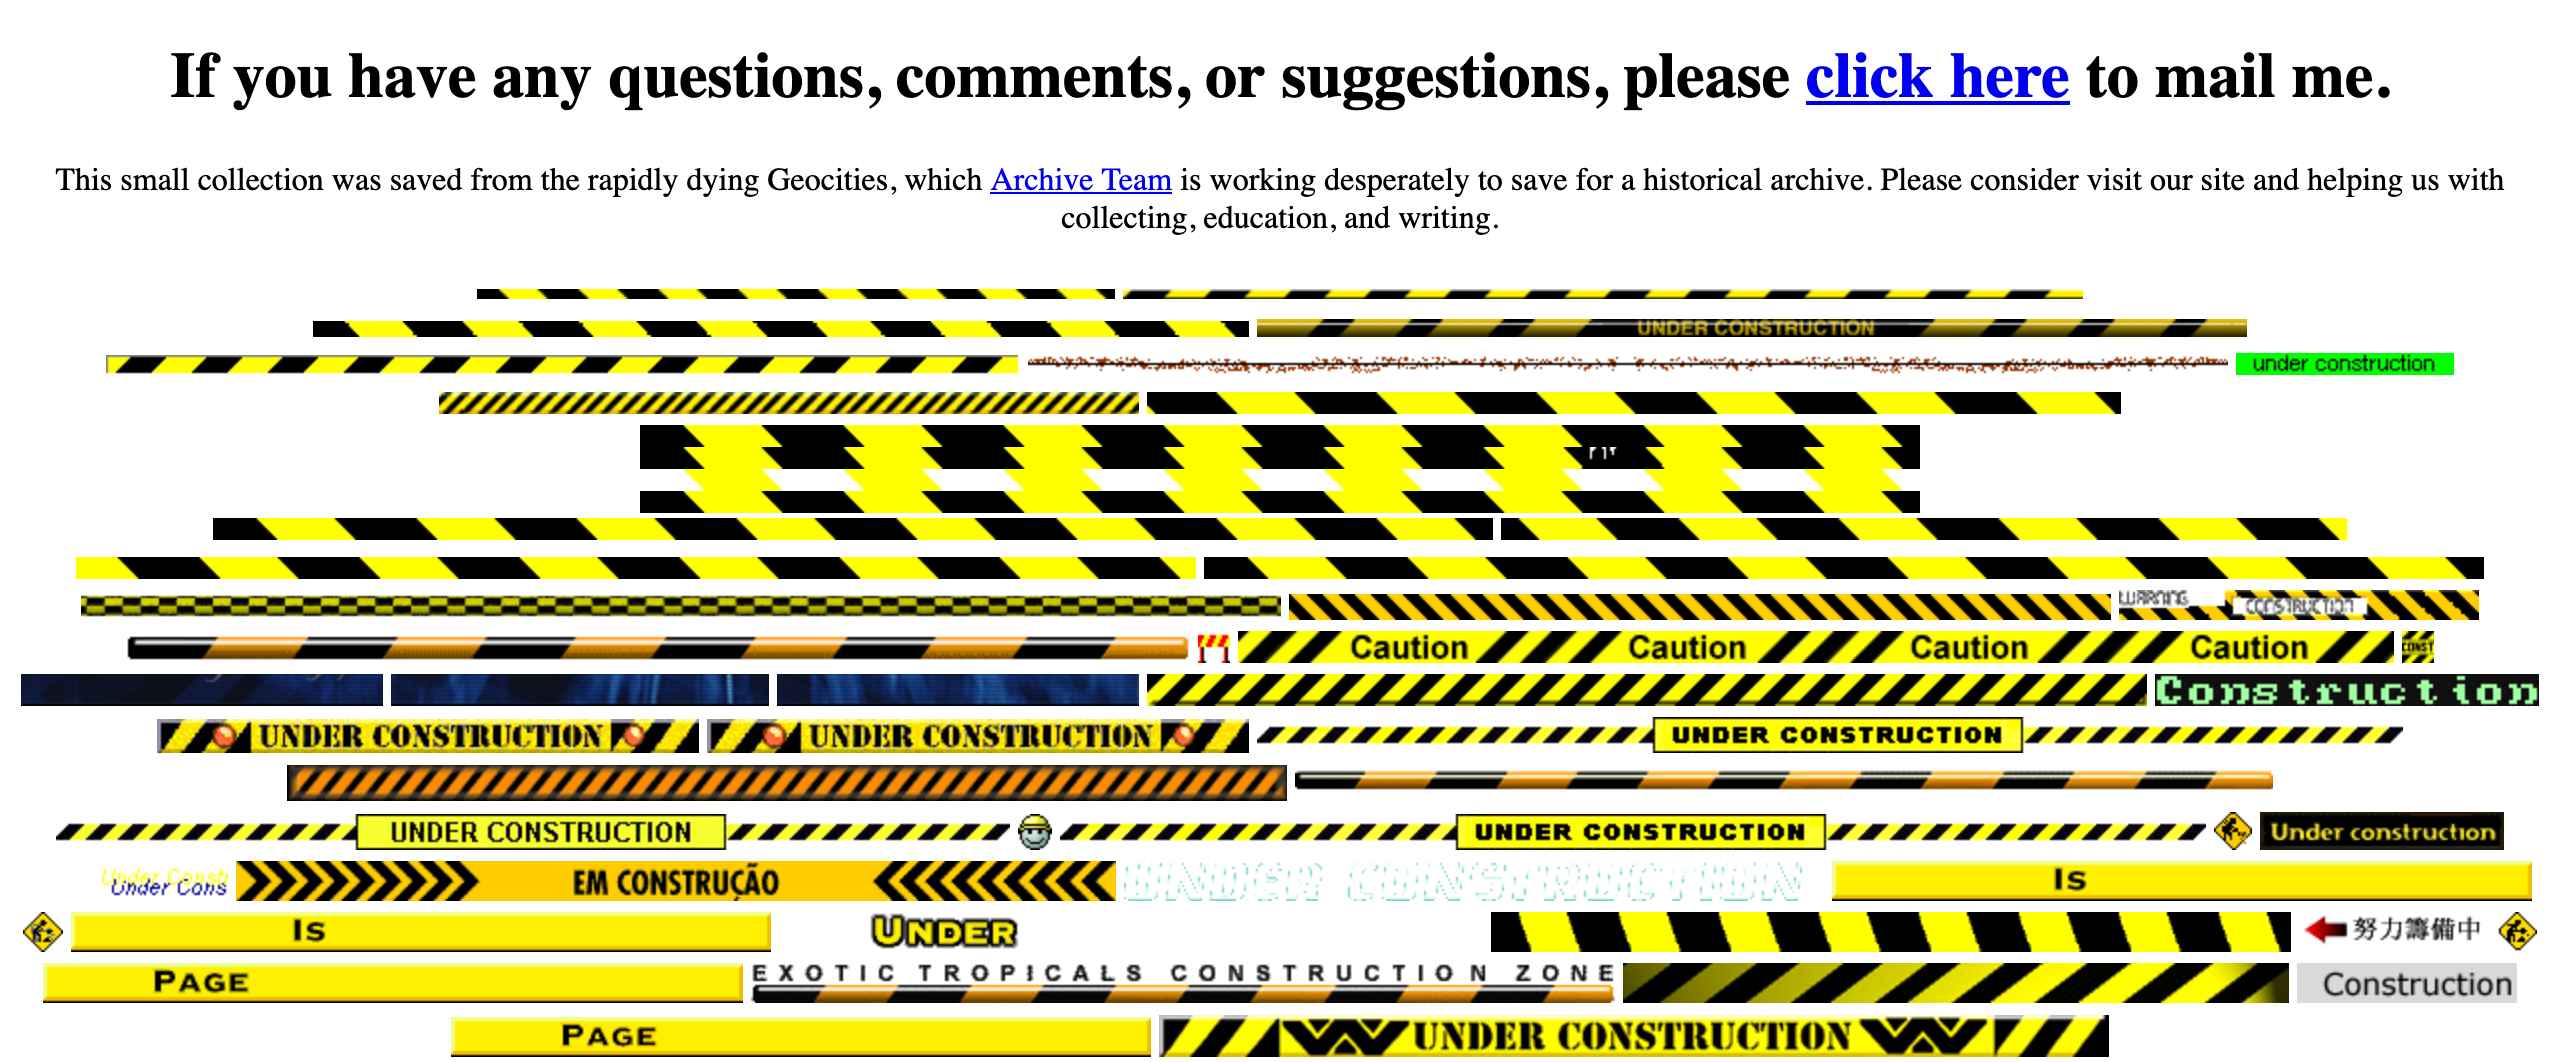 If you have any questions, comments, or suggestions, please click here to mail me.
This small collection was saved from the rapidly dying Geocities, which Archive Team is working desperately to save for a historical archive. Please consider visit our site and helping us with
collecting, education, and writing.
UNDER CONSTRUCTION
under construction
WARNING CONSTRUCTION
Caution Caution Caution Caution CONST
Construction
UNDER CONSTRUCTION UNDER CONSTRUCTION UNDER CONSTRUCTION
UNDER CONSTRUCTION UNDER CONSTRUCTION Under construction
Under Cons EM CONSTRUÇÃO UNDER CONSTRUCTION IS
IS UNDER 努力籌備中
PAGE EXOTIC TROPICALS CONSTRUCTION ZONE Construction
PAGE UNDER CONSTRUCTION